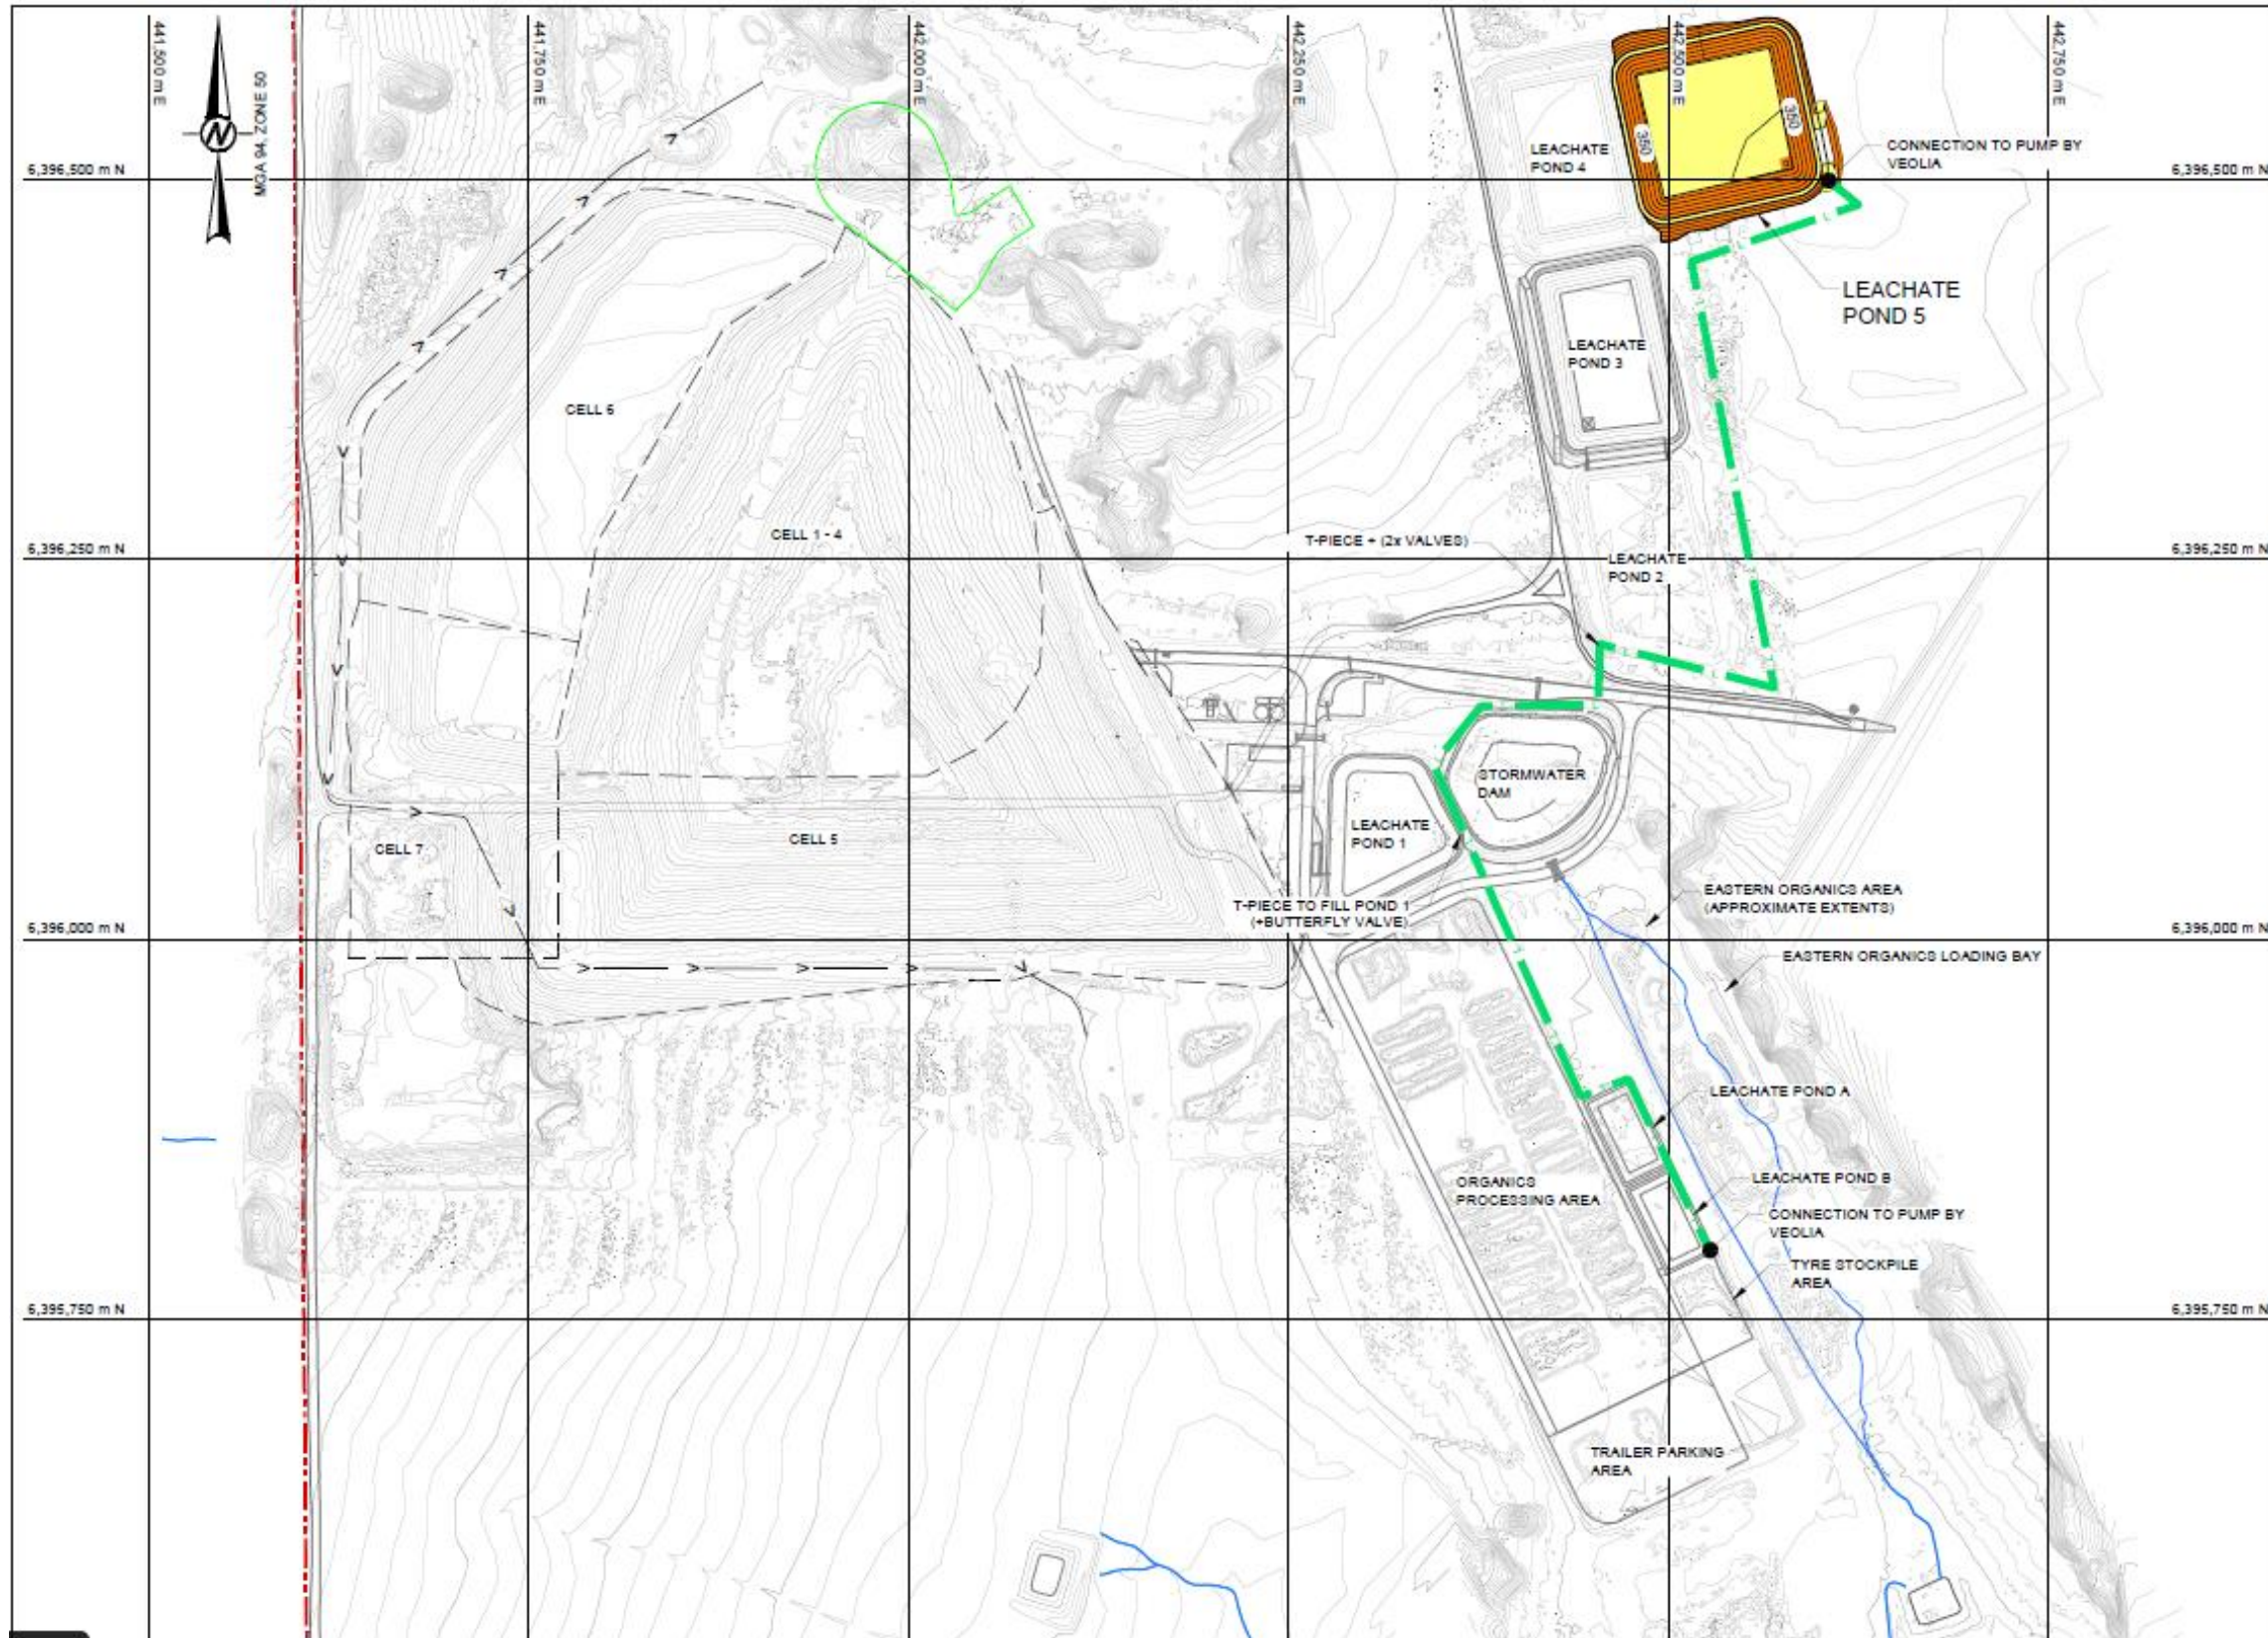 441,500 m E
441,750 m E
442,000 m E
442,250 m E
442,500 m E
442,750 m E
N
MGA 94, ZONE 50
350
350
LEACHATE
POND 4
CONNECTION TO PUMP BY
VEOLIA
6,396,500 m N
6,396,500 m N
LEACHATE
POND 5
LEACHATE
POND 3
CELL 6
CELL 1 - 4
T-PIECE + (2x VALVES)
6,396,250 m N
6,396,250 m N
LEACHATE
POND 2
STORMWATER
DAM
LEACHATE
POND 1
CELL 5
CELL 7
EASTERN ORGANICS AREA
(APPROXIMATE EXTENTS)
T-PIECE TO FILL POND 1
(+BUTTERFLY VALVE)
6,396,000 m N
6,396,000 m N
EASTERN ORGANICS LOADING BAY
LEACHATE POND A
ORGANICS
PROCESSING AREA
LEACHATE POND B
CONNECTION TO PUMP BY
VEOLIA
TYRE STOCKPILE
AREA
6,395,750 m N
6,395,750 m N
TRAILER PARKING
AREA